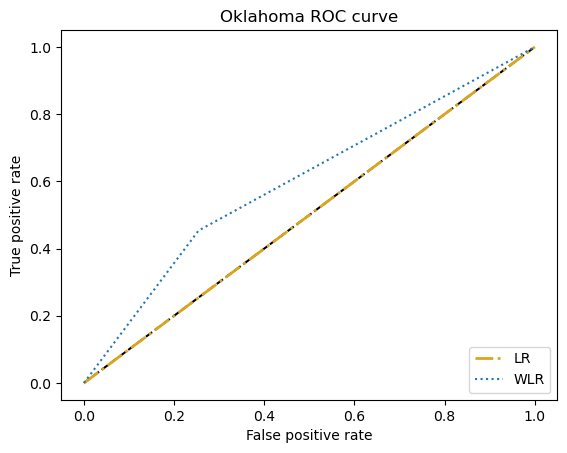 Oklahoma ROC curve
True positive rate
1.0
0.8
0.6
0.4
0.2
0.0
0.0 0.2 0.4 0.6 0.8 1.0
False positive rate
LR
WLR